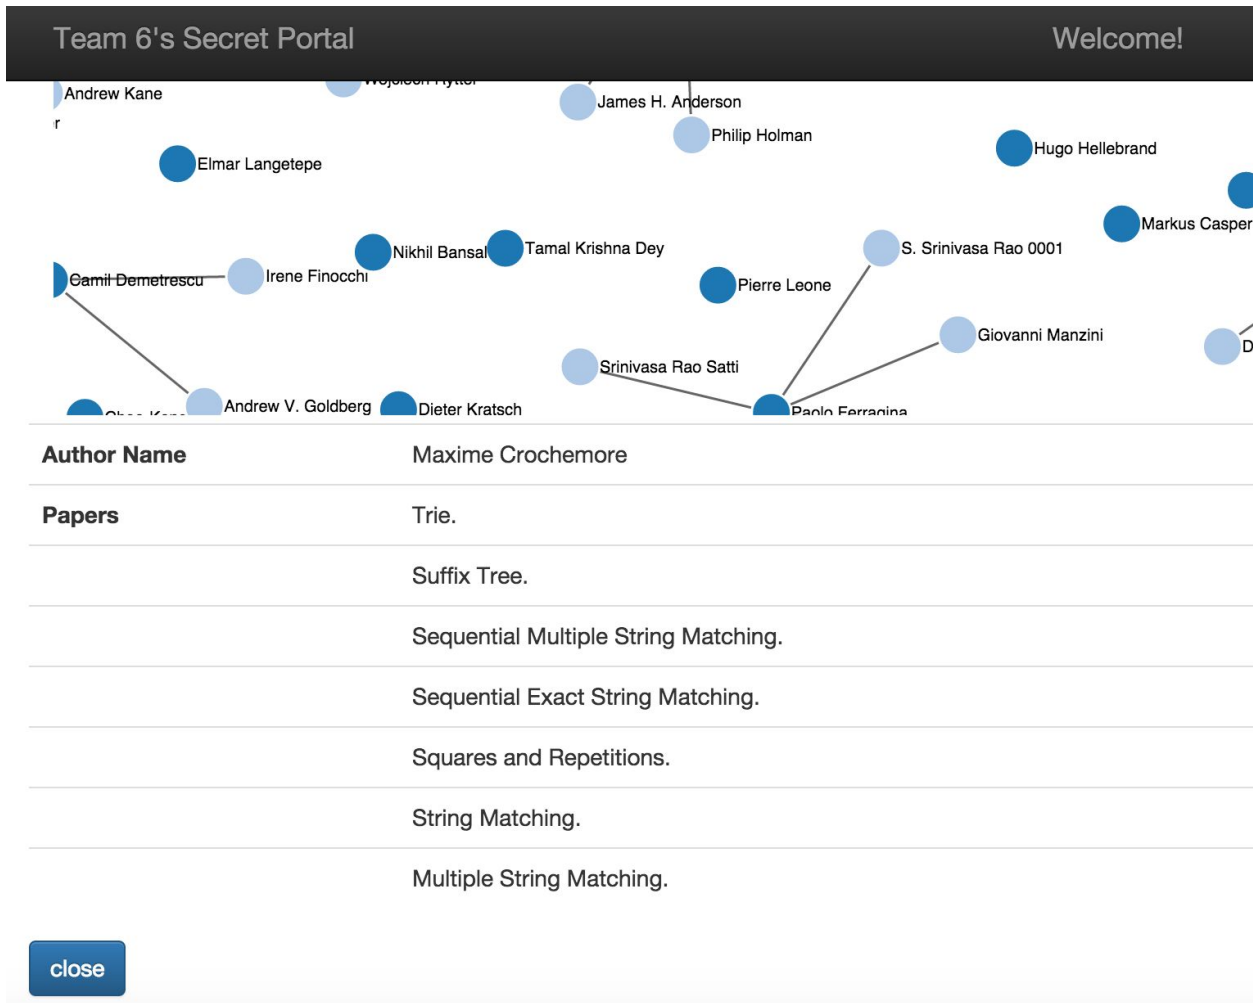 Team 6's Secret Portal Welcome!
Andrew Kane
James H. Anderson
r
Philip Holman
Hugo Hellebrand
Elmar Langetepe
Markus Casper
Nikhil Bansal
Tamal Krishna Dey
S. Srinivasa Rao 0001
Camil Demetrescu
Irene Finocchi
Pierre Leone
Giovanni Manzini
D
Srinivasa Rao Satti
Andrew V. Goldberg
Dieter Kratsch
Paolo Ferragina
Author Name Maxime Crochemore
Papers Trie.
Suffix Tree.
Sequential Multiple String Matching.
Sequential Exact String Matching.
Squares and Repetitions.
String Matching.
Multiple String Matching.
close